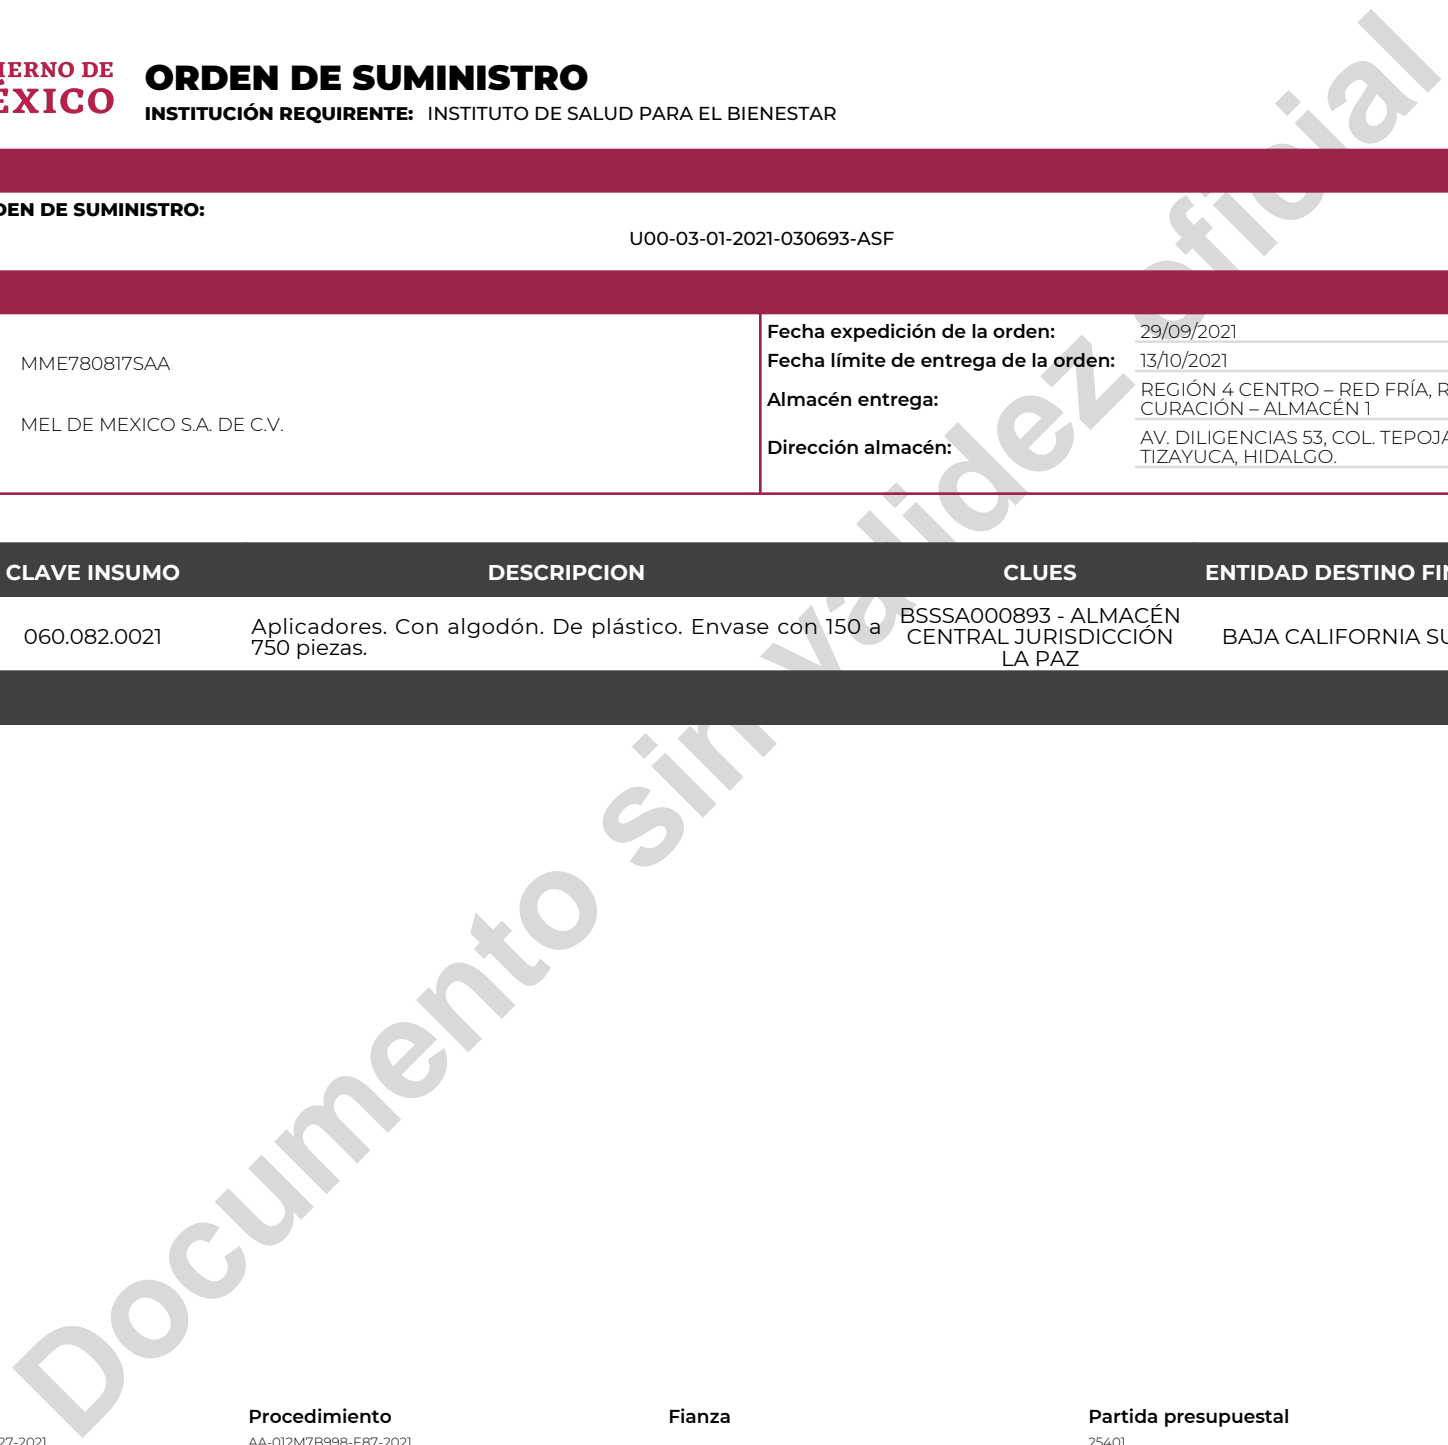 IERNO DE
ÉXICO
ORDEN DE SUMINISTRO
INSTITUCIÓN REQUIRENTE: INSTITUTO DE SALUD PARA EL BIENESTAR
DEN DE SUMINISTRO:
U00-03-01-2021-030693-ASF
MME780817SAA
MEL DE MEXICO S.A. DE C.V.
Fecha expedición de la orden: 29/09/2021
Fecha límite de entrega de la orden: 13/10/2021
Almacén entrega: REGIÓN 4 CENTRO – RED FRÍA, R
CURACIÓN – ALMACÉN 1
Dirección almacén: AV. DILIGENCIAS 53, COL. TEPOJA
TIZAYUCA, HIDALGO.
CLAVE INSUMO DESCRIPCION CLUES ENTIDAD DESTINO FIN
060.082.0021
Aplicadores. Con algodón. De plástico. Envase con 150 a
750 piezas.
BSSSA000893 - ALMACÉN
CENTRAL JURISDICCIÓN
LA PAZ
BAJA CALIFORNIA SU
Documento sin validez oficial
Procedimiento Fianza Partida presupuestal
27-2021 AA-012M7B998-E87-2021 25401